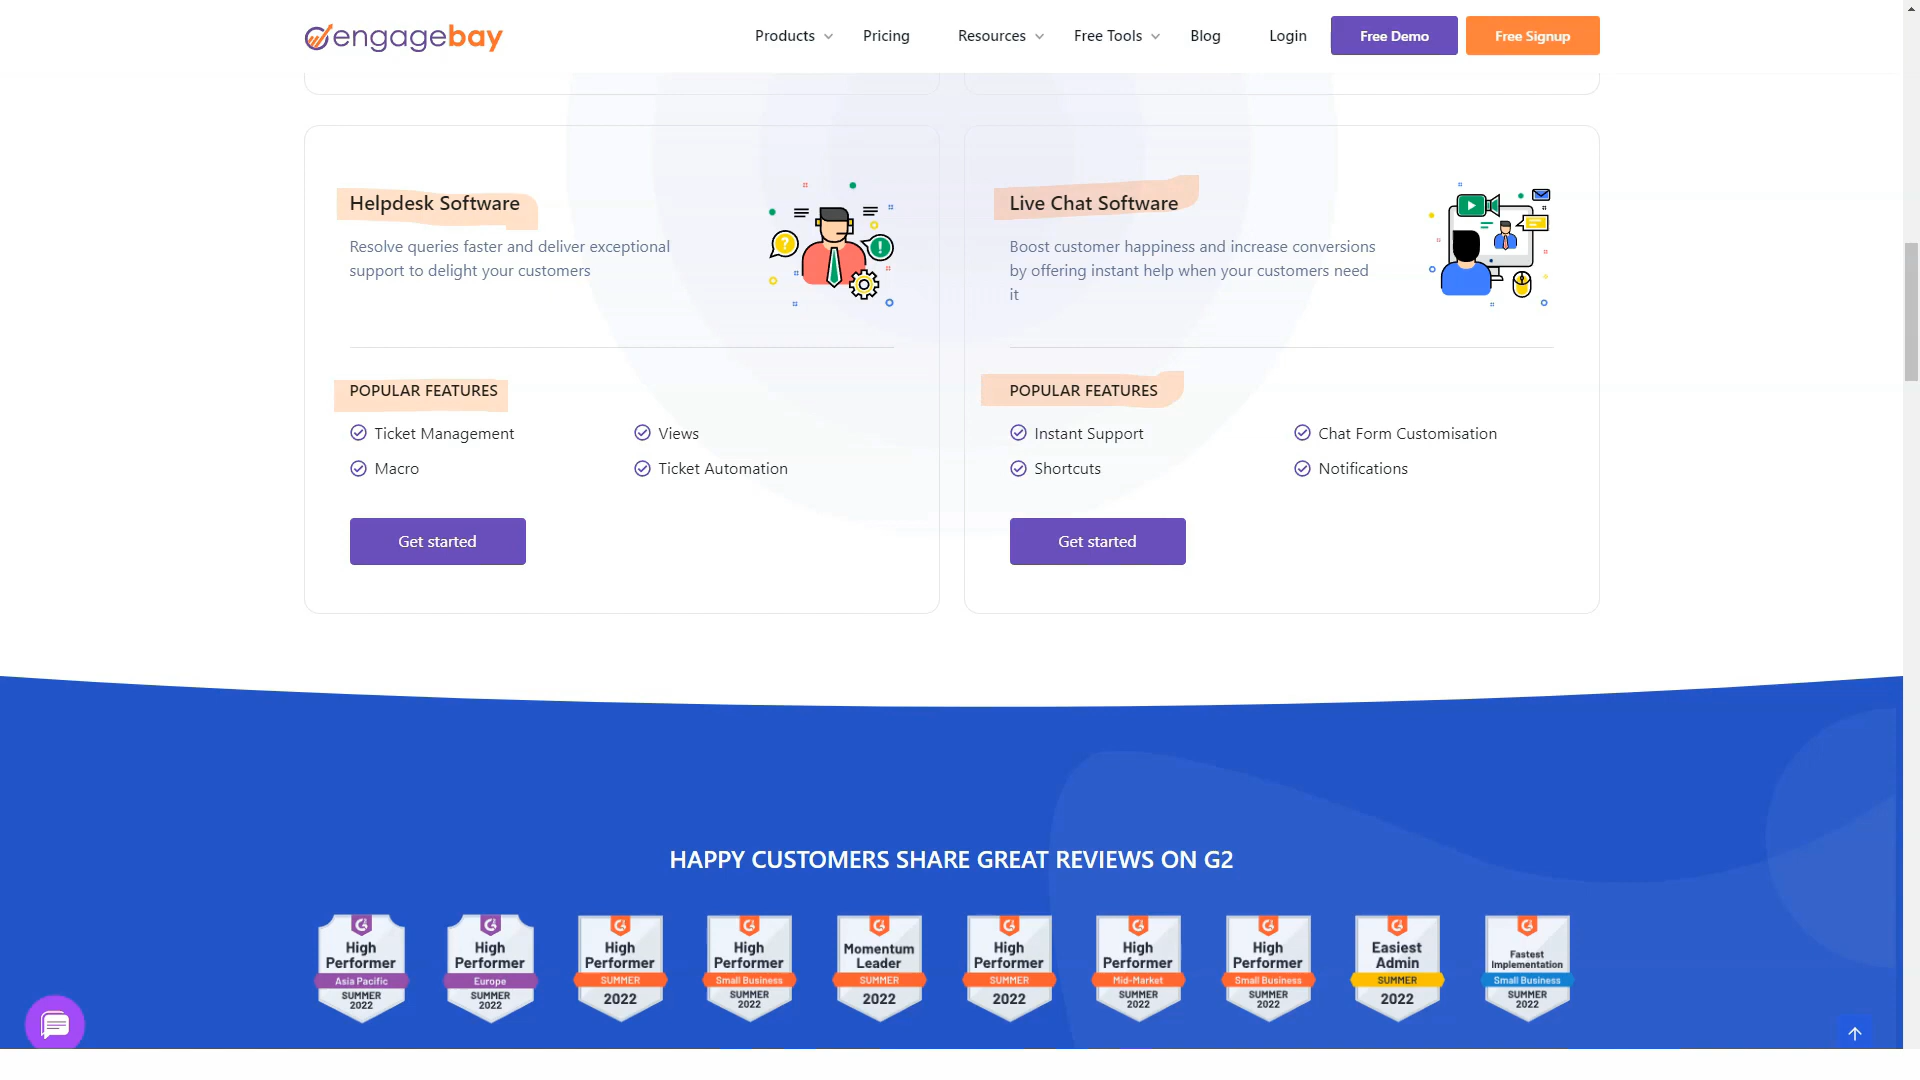 engagebay
Products
Pricing
Resources
Free Tools
Blog
Login
Free Demo
Free Signup
Helpdesk Software
Resolve queries faster and deliver exceptional
support to delight your customers
POPULAR FEATURES
Ticket Management
Views
Macro
Ticket Automation
Get started
Live Chat Software
Boost customer happiness and increase conversions
by offering instant help when your customers need
it
POPULAR FEATURES
Instant Support
Chat Form Customisation
Shortcuts
Notifications
Get started
HAPPY CUSTOMERS SHARE GREAT REVIEWS ON G2
High
Performer
Asia Pacific
SUMMER
2022
High
Performer
Europe
SUMMER
2022
High
Performer
SUMMER
2022
High
Performer
Small Business
SUMMER
2022
Momentum
Leader
SUMMER
2022
High
Performer
SUMMER
2022
High
Performer
Mid-Market
SUMMER
2022
High
Performer
Small Business
SUMMER
2022
Easiest
Admin
SUMMER
2022
Fastest
Implementation
Small Business
SUMMER
2022